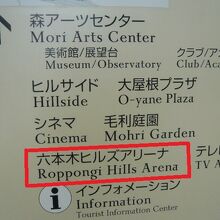 森アーツセンター
Mori Arts Center
美術館/展望台 クラブ/ア
Museum/Observatory Club/Acad
ヒルサイド 大屋根プラザ
Hillside O-yane Plaza
シネマ 毛利庭園
Cinema Mohri Garden
六本木ヒルズアリーナ テレビ
Roppongi Hills Arena TV
i インフォメーション
Information
Tourist Information Center